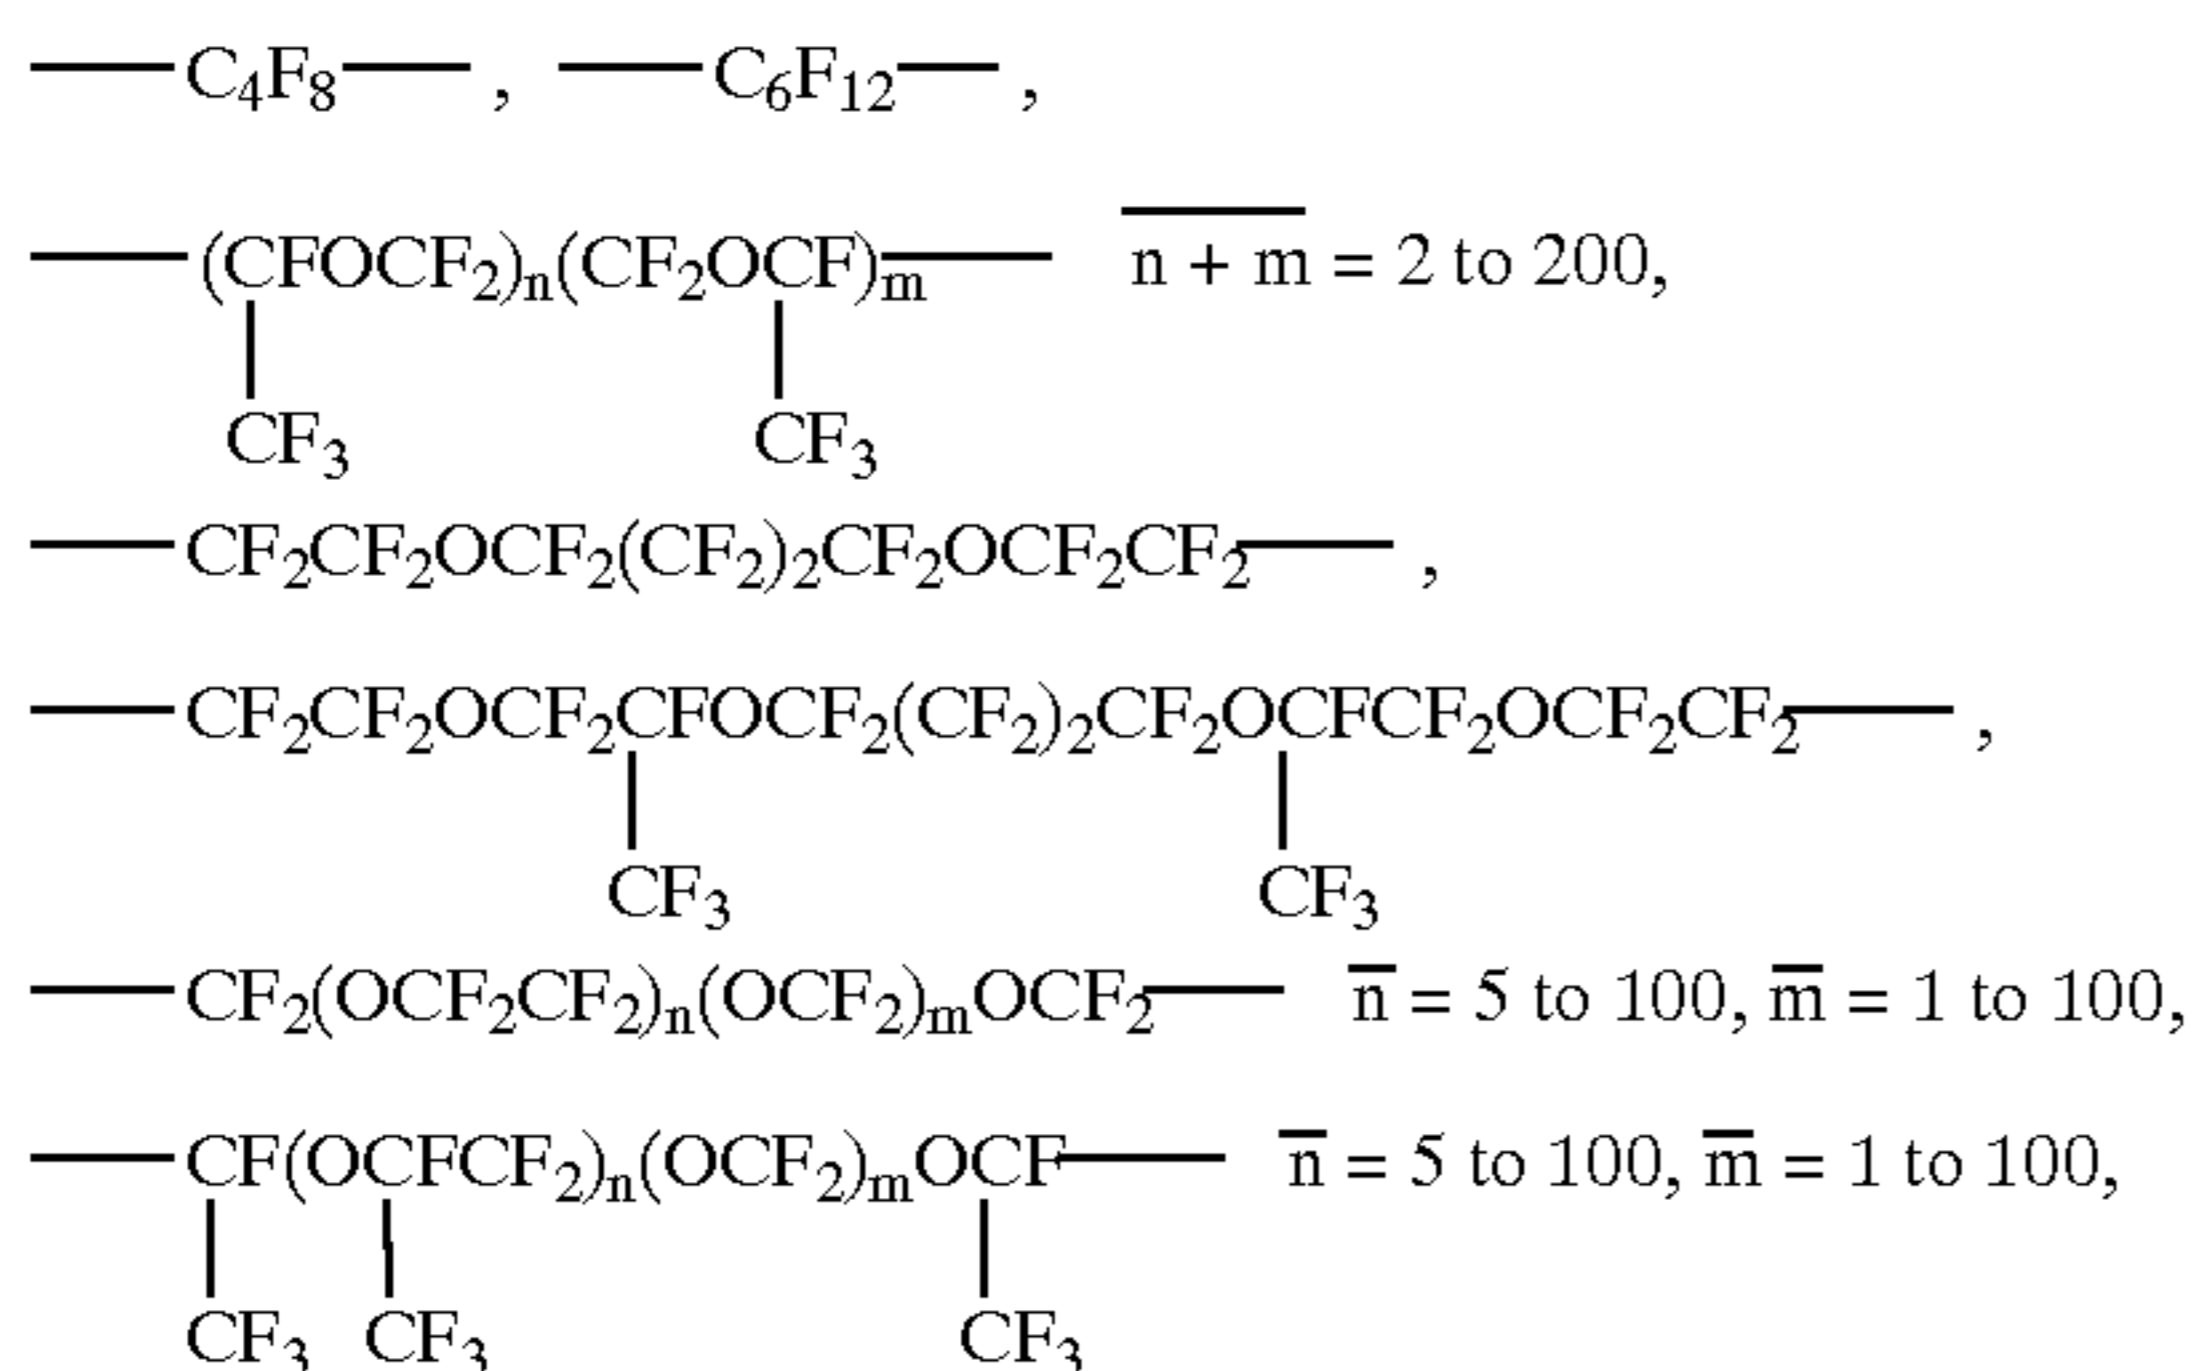 —C₄F₈—, —C₆F₁₂—,
—(CFOCF₂)ₙ(CF₂OCF)ₘ— n̅ ̅+̅ ̅m̅ = 2 to 200,
CF₃ CF₃
—CF₂CF₂OCF₂(CF₂)₂CF₂OCF₂CF₂—,
—CF₂CF₂OCF₂CFOCF₂(CF₂)₂CF₂OCFCF₂OCF₂CF₂—,
CF₃ CF₃
—CF₂(OCF₂CF₂)ₙ(OCF₂)ₘOCF₂— n̅ = 5 to 100, m̅ = 1 to 100,
—CF(OCFCF₂)ₙ(OCF₂)ₘOCF— n̅ = 5 to 100, m̅ = 1 to 100,
CF₃ CF₃ CF₃